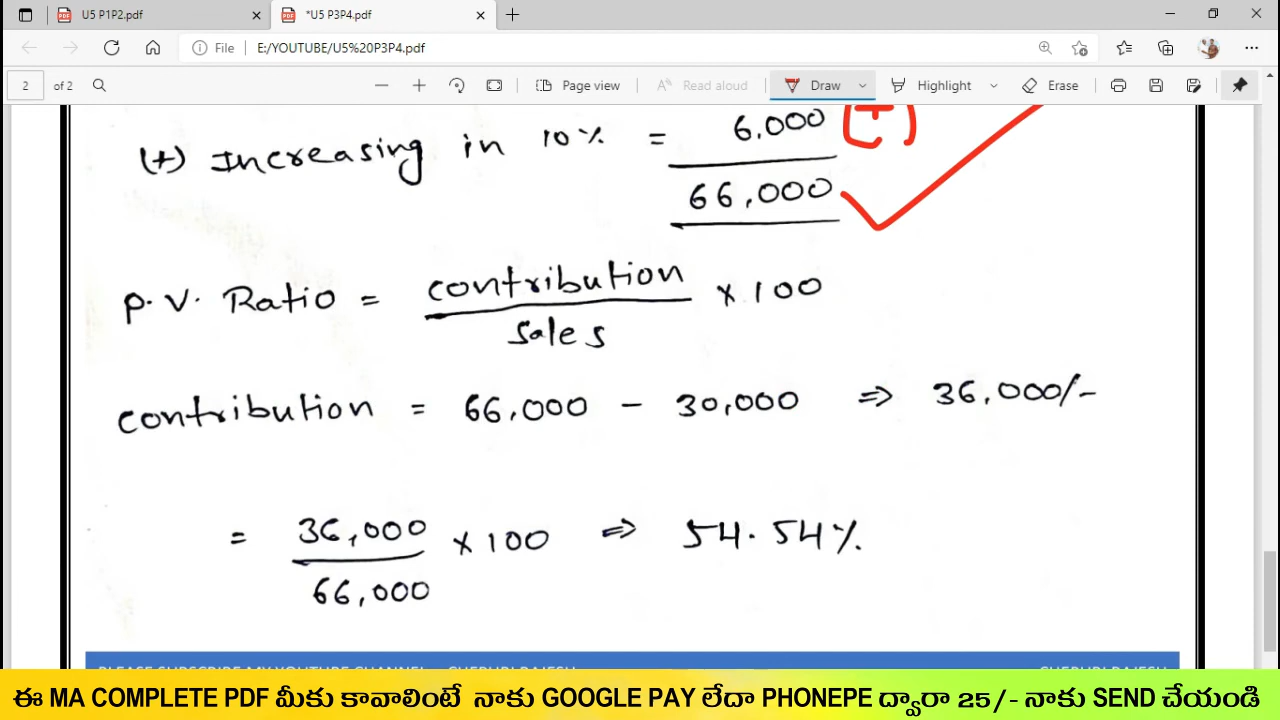 U5 P1P2.pdf
*U5 P3P4.pdf
File E:/YOUTUBE/U5%20P3P4.pdf
2 of 2 Page view Read aloud Draw Highlight Erase
(+) Increasing in 10% = 6,000 (+)
66,000
P.V. Ratio = contribution / sales × 100
contribution = 66,000 – 30,000 ⇒ 36,000/-
= 36,000 / 66,000 × 100 ⇒ 54.54%
ఈ MA COMPLETE PDF మీకు కావాలింటే నాకు GOOGLE PAY లేదా PHONEPE ద్వారా 25/- నాకు SEND చేయండి